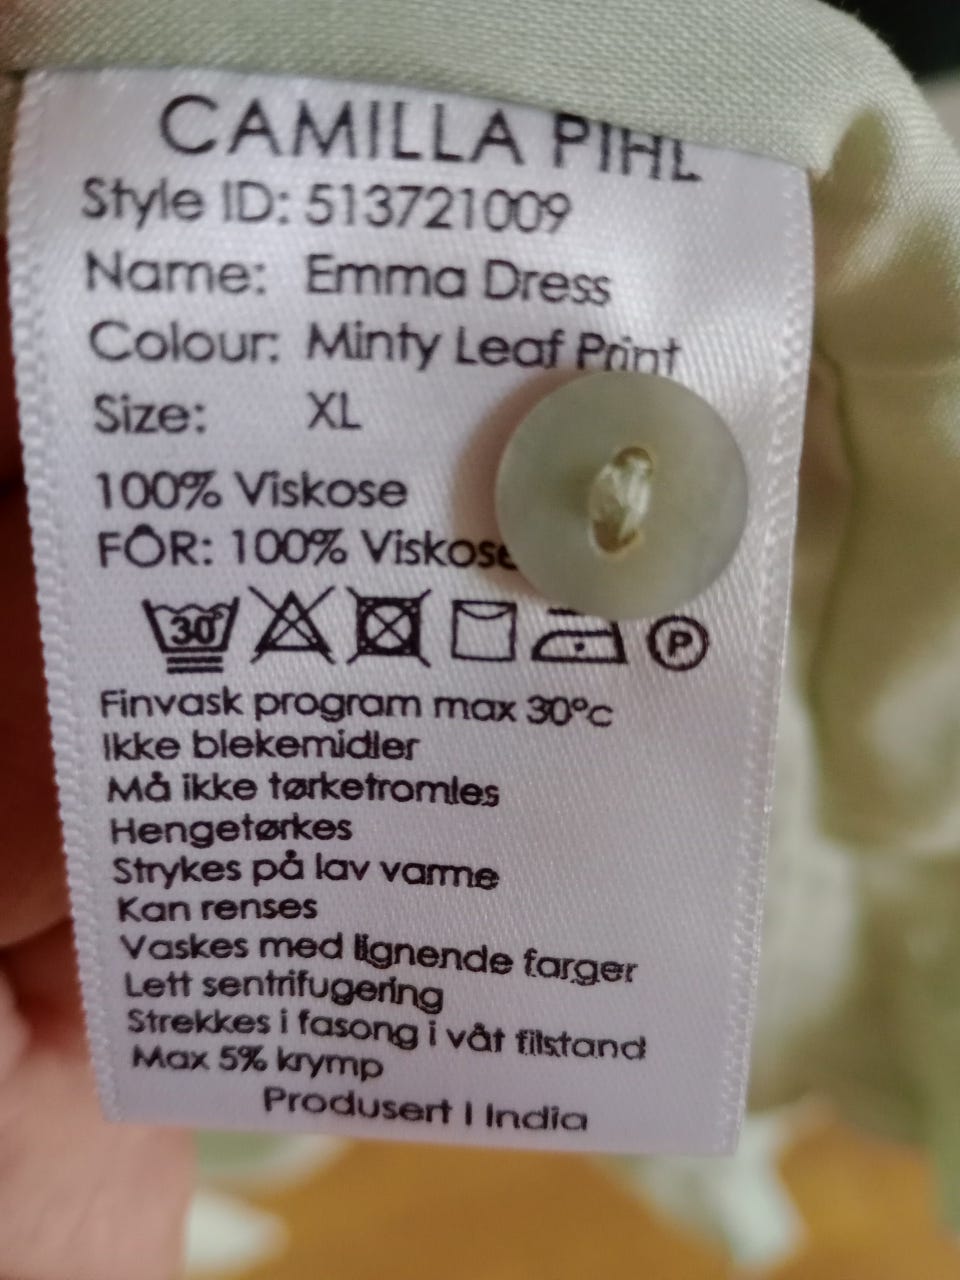 CAMILLA PIHL
Style ID: 513721009
Name: Emma Dress
Colour: Minty Leaf Print
Size: XL
100% Viskose
FÔR: 100% Viskose
30° P
Finvask program max 30°c
Ikke blekemidler
Må ikke tørketromles
Hengetørkes
Strykes på lav varme
Kan renses
Vaskes med lignende farger
Lett sentrifugering
Strekkes i fasong i våt tilstand
Max 5% krymp
Produsert I India